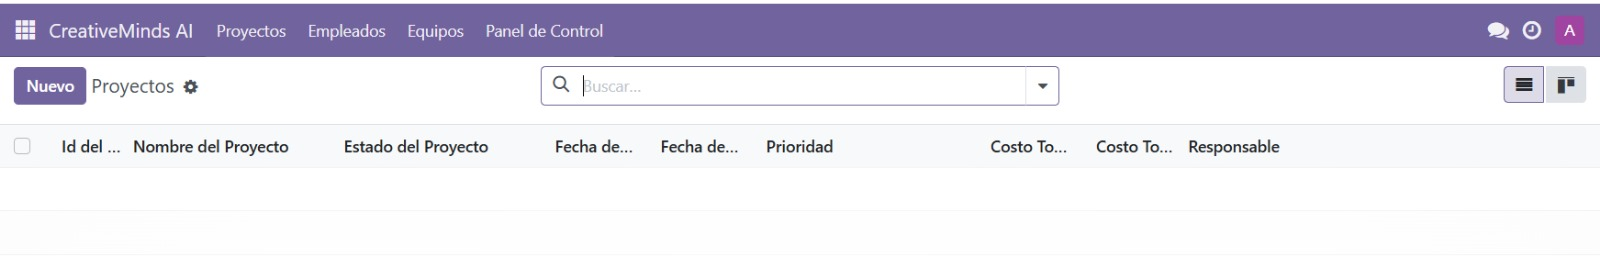 CreativeMinds AI Proyectos Empleados Equipos Panel de Control A
Nuevo Proyectos Buscar...
Id del ... Nombre del Proyecto Estado del Proyecto Fecha de... Fecha de... Prioridad Costo To... Costo To... Responsable